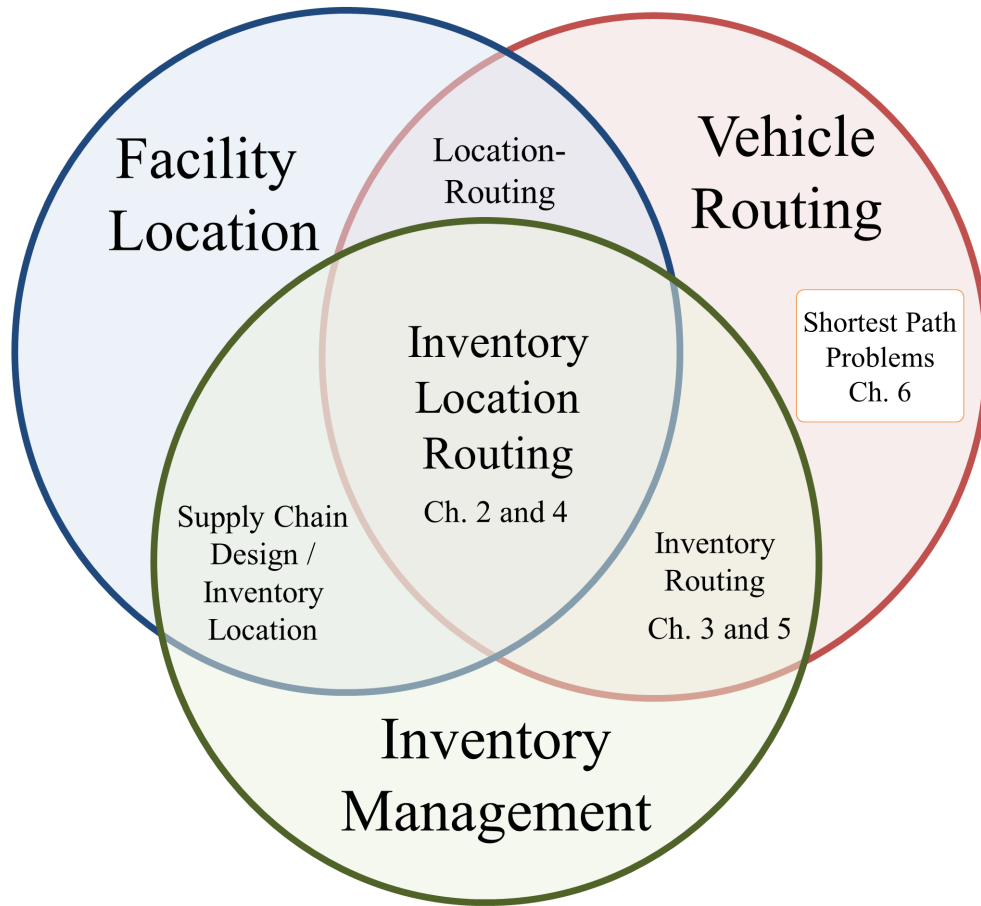 Facility
Location
Location-
Routing
Vehicle
Routing
Shortest Path
Problems
Ch. 6
Inventory
Location
Routing
Ch. 2 and 4
Supply Chain
Design /
Inventory
Location
Inventory
Routing
Ch. 3 and 5
Inventory
Management